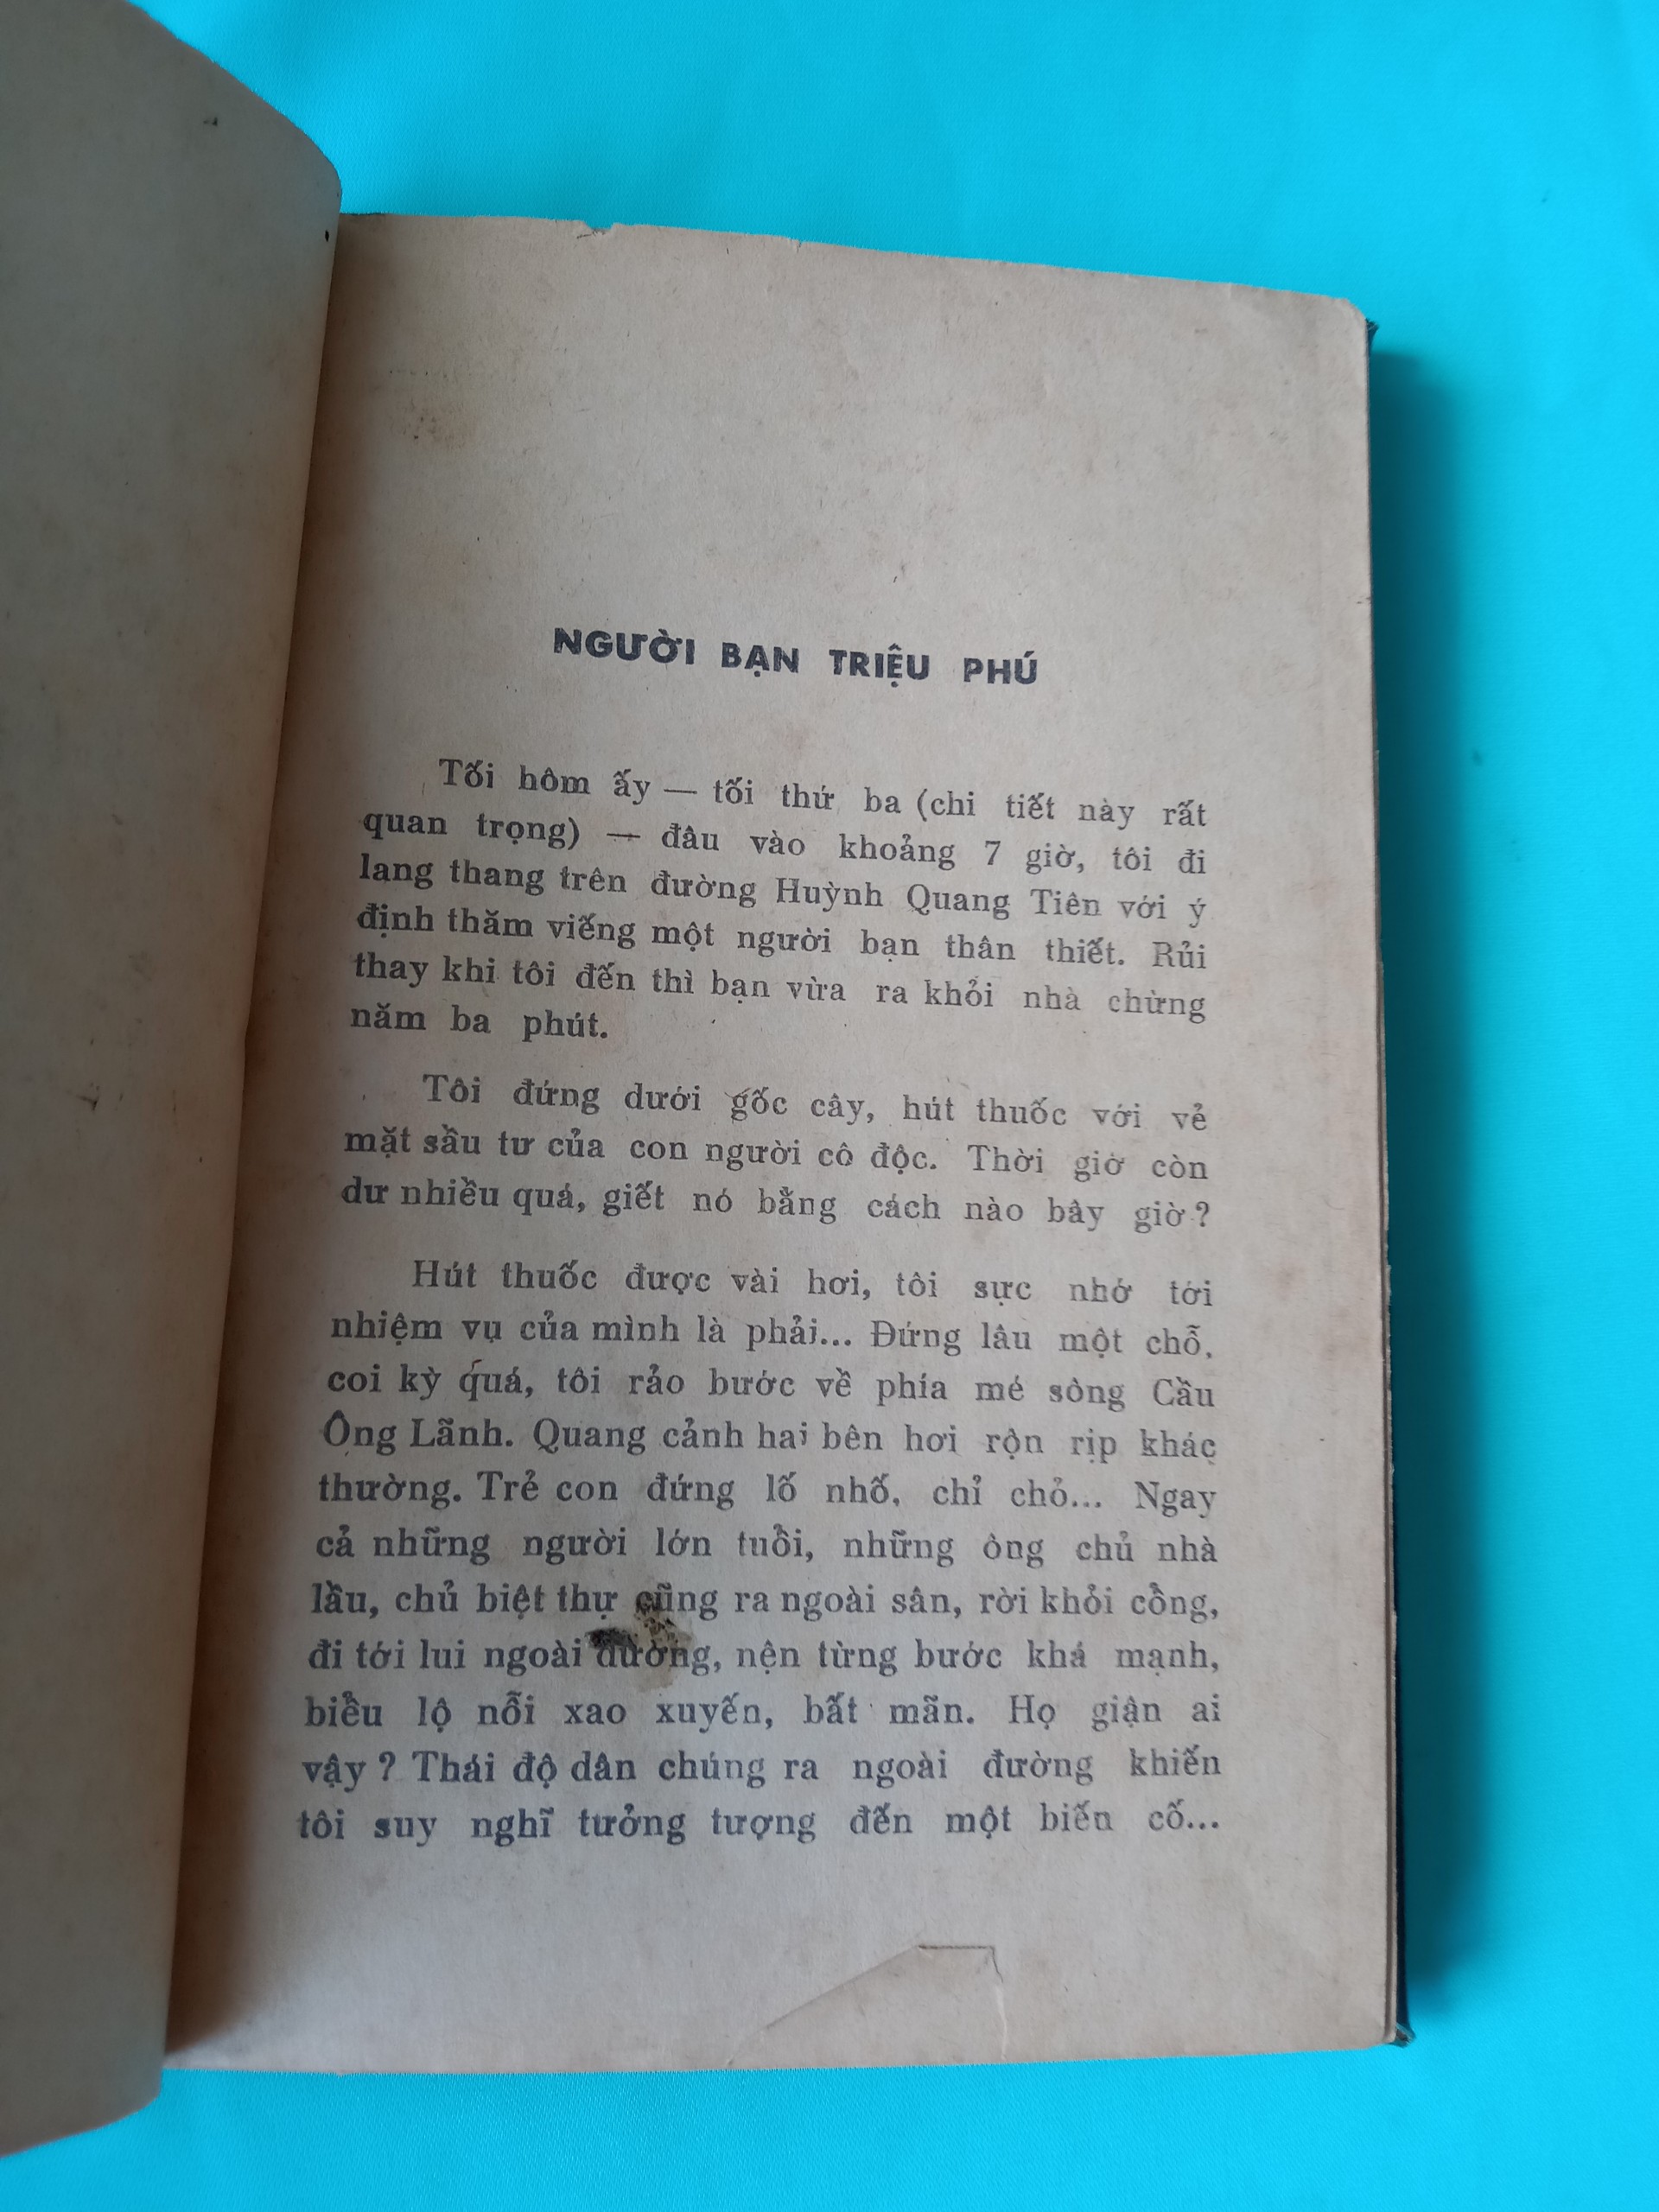 NGƯỜI BẠN TRIỆU PHÚ
Tối hôm ấy — tối thứ ba (chi tiết này rất
quan trọng) — đâu vào khoảng 7 giờ, tôi đi
lang thang trên đường Huỳnh Quang Tiên với ý
định thăm viếng một người bạn thân thiết. Rủi
thay khi tôi đến thì bạn vừa ra khỏi nhà chừng
năm ba phút.
Tôi đứng dưới gốc cây, hút thuốc với vẻ
mặt sầu tư của con người cô độc. Thời giờ còn
dư nhiều quá, giết nó bằng cách nào bây giờ ?
Hút thuốc được vài hơi, tôi sực nhớ tới
nhiệm vụ của mình là phải... Đứng lâu một chỗ,
coi kỳ quá, tôi rảo bước về phía mé sông Cầu
Ông Lãnh. Quang cảnh hai bên hơi rộn rịp khác
thường. Trẻ con đứng lố nhố, chỉ chỏ... Ngay
cả những người lớn tuổi, những ông chủ nhà
lầu, chủ biệt thự cũng ra ngoài sân, rời khỏi cổng,
đi tới lui ngoài đường, nện từng bước khá mạnh,
biểu lộ nỗi xao xuyến, bất mãn. Họ giận ai
vậy ? Thái độ dân chúng ra ngoài đường khiến
tôi suy nghĩ tưởng tượng đến một biến cố...